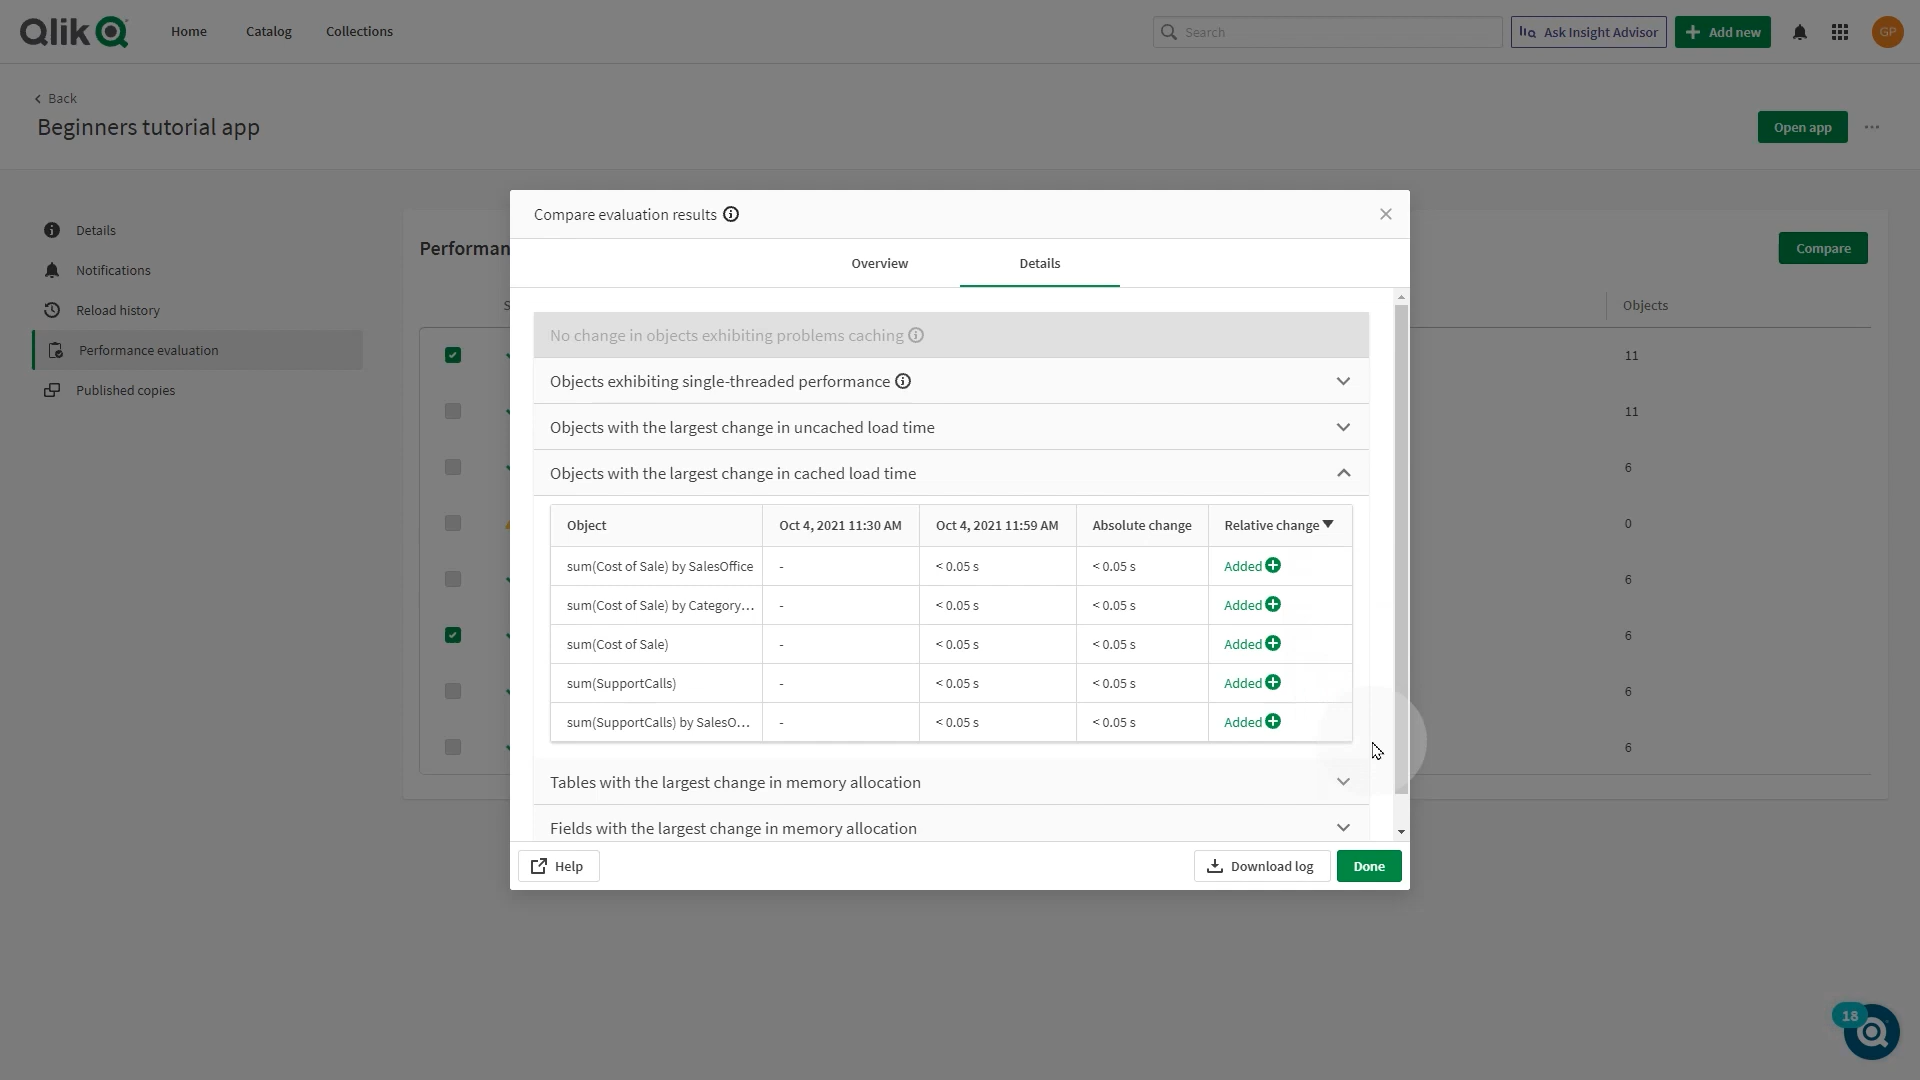 Qlik
Home
Catalog
Collections
Search
Ask Insight Advisor
Add new
GP
Back
Beginners tutorial app
Open app
Details
Notifications
Reload history
Performance evaluation
Published copies
Performan
Compare
S
Objects
11
11
6
0
6
6
6
6
Compare evaluation results
Overview
Details
No change in objects exhibiting problems caching
Objects exhibiting single-threaded performance
Objects with the largest change in uncached load time
Objects with the largest change in cached load time
Object Oct 4, 2021 11:30 AM Oct 4, 2021 11:59 AM Absolute change Relative change
sum(Cost of Sale) by SalesOffice - < 0.05 s < 0.05 s Added
sum(Cost of Sale) by Category... - < 0.05 s < 0.05 s Added
sum(Cost of Sale) - < 0.05 s < 0.05 s Added
sum(SupportCalls) - < 0.05 s < 0.05 s Added
sum(SupportCalls) by SalesO... - < 0.05 s < 0.05 s Added
Tables with the largest change in memory allocation
Fields with the largest change in memory allocation
Help
Download log
Done
18